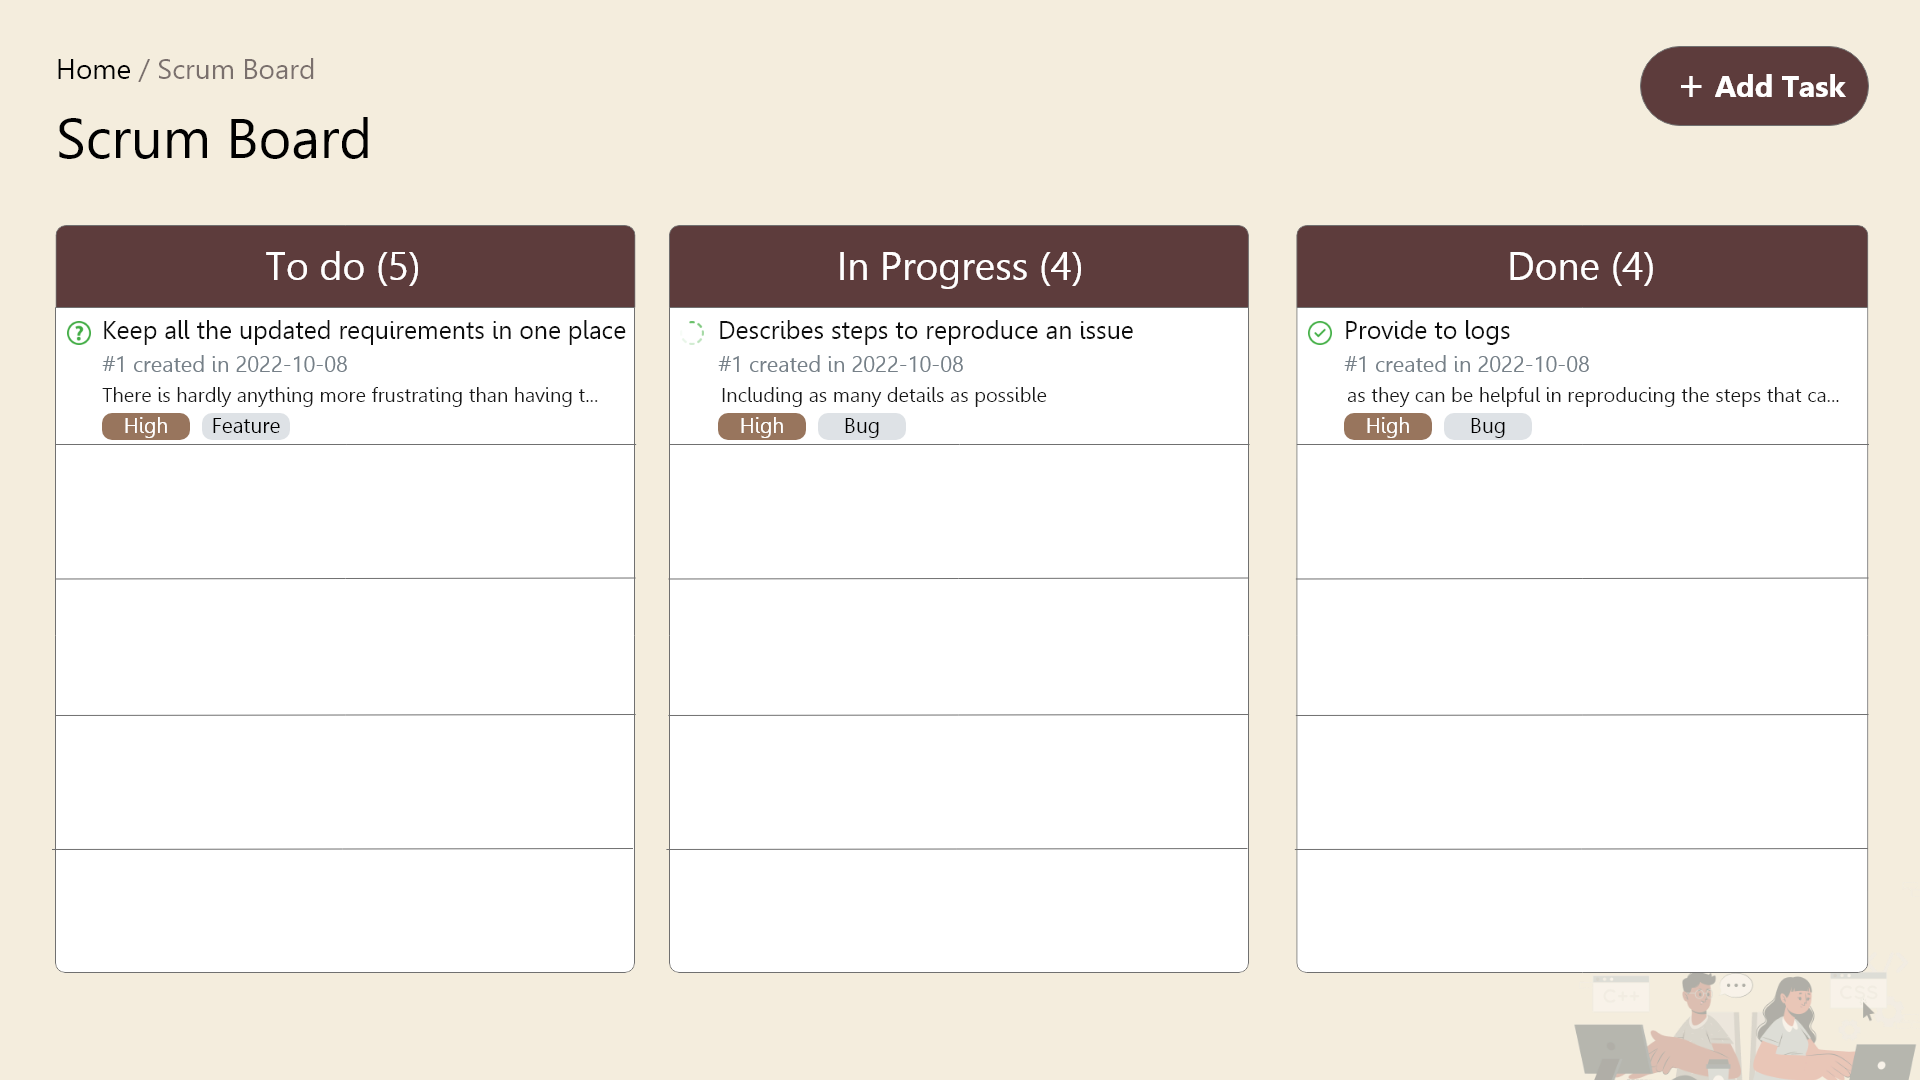 Home / Scrum Board
+ Add Task
Scrum Board
To do (5)
Keep all the updated requirements in one place
#1 created in 2022-10-08
There is hardly anything more frustrating than having t...
High Feature
In Progress (4)
Describes steps to reproduce an issue
#1 created in 2022-10-08
Including as many details as possible
High Bug
Done (4)
Provide to logs
#1 created in 2022-10-08
as they can be helpful in reproducing the steps that ca...
High Bug
C++
CSS